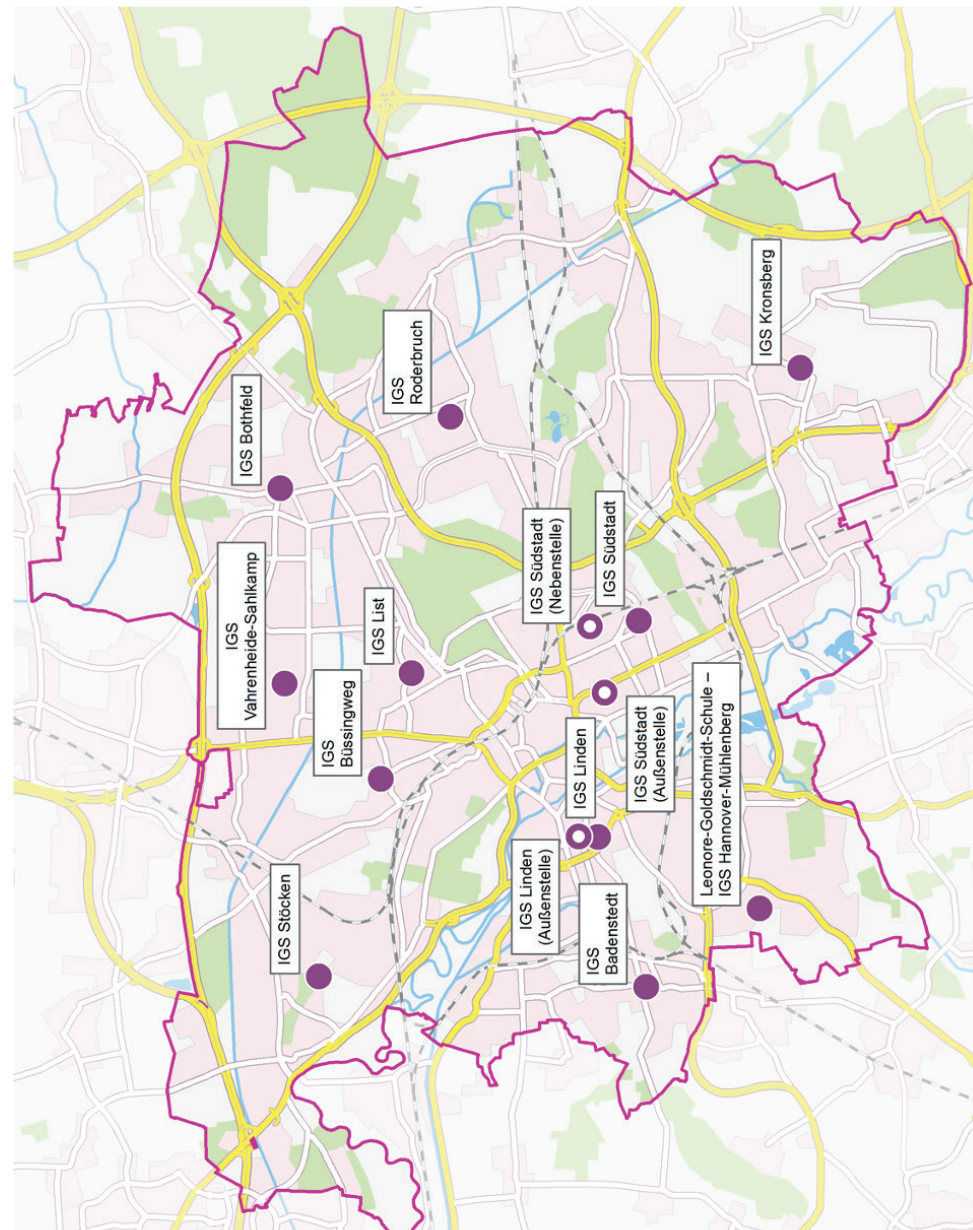 IGS Stöcken
IGS
Büssingweg
IGS
Vahrenheide-Sahlkamp
IGS List
IGS Bothfeld
IGS
Roderbruch
IGS Linden
(Außenstelle)
IGS Linden
IGS Südstadt
(Nebenstelle)
IGS Südstadt
IGS
Badenstedt
IGS Südstadt
(Außenstelle)
Leonore-Goldschmidt-Schule –
IGS Hannover-Mühlenberg
IGS Kronsberg